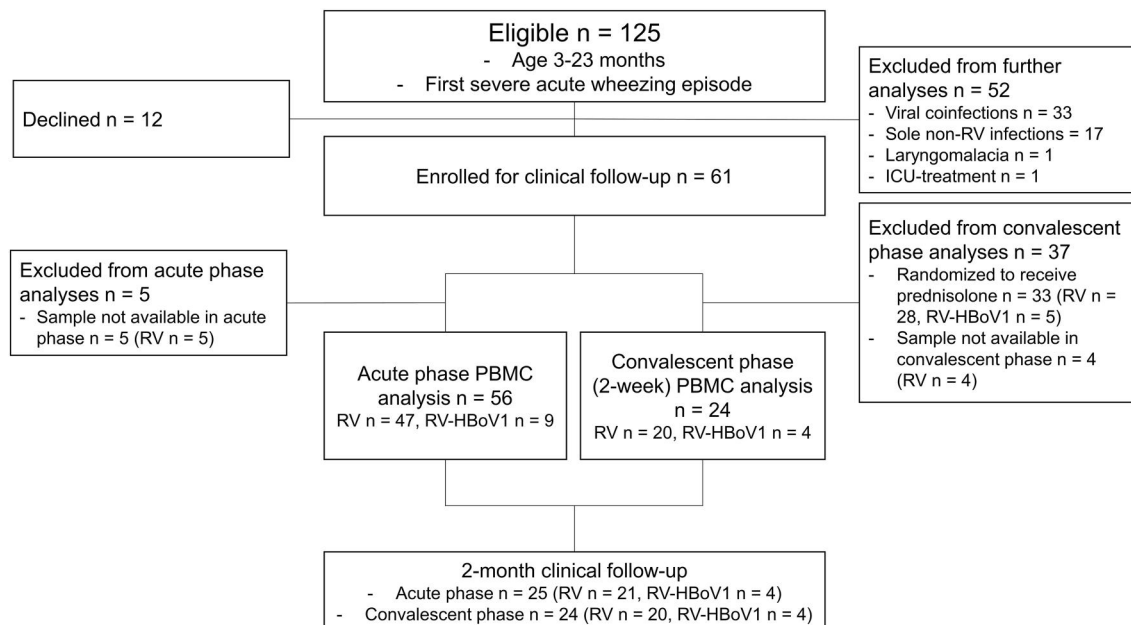 Eligible n = 125
- Age 3-23 months
- First severe acute wheezing episode
Declined n = 12
Excluded from further
analyses n = 52
- Viral coinfections n = 33
- Sole non-RV infections = 17
- Laryngomalacia n = 1
- ICU-treatment n = 1
Enrolled for clinical follow-up n = 61
Excluded from acute phase
analyses n = 5
- Sample not available in acute
phase n = 5 (RV n = 5)
Excluded from convalescent
phase analyses n = 37
- Randomized to receive
prednisolone n = 33 (RV n =
28, RV-HBoV1 n = 5)
- Sample not available in
convalescent phase n = 4
(RV n = 4)
Acute phase PBMC
analysis n = 56
RV n = 47, RV-HBoV1 n = 9
Convalescent phase
(2-week) PBMC analysis
n = 24
RV n = 20, RV-HBoV1 n = 4
2-month clinical follow-up
- Acute phase n = 25 (RV n = 21, RV-HBoV1 n = 4)
- Convalescent phase n = 24 (RV n = 20, RV-HBoV1 n = 4)